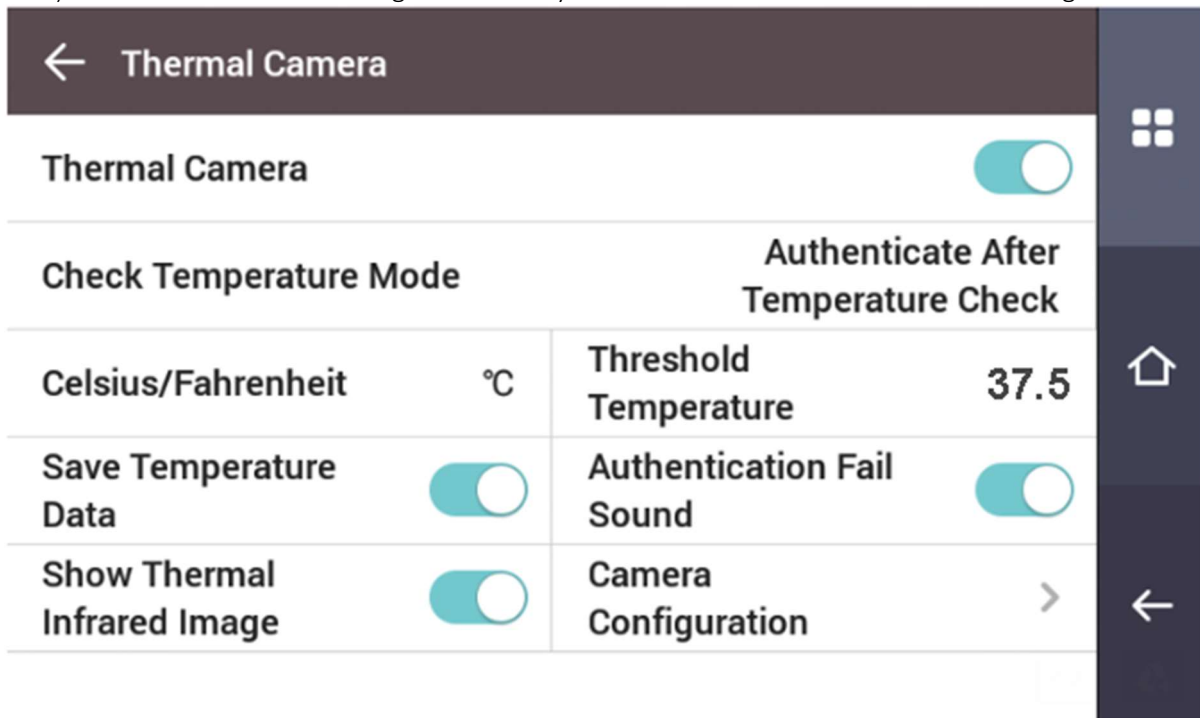 Thermal Camera
Thermal Camera
Check Temperature Mode
Authenticate After
Temperature Check
Celsius/Fahrenheit
℃
Threshold
Temperature
37.5
Save Temperature
Data
Authentication Fail
Sound
Show Thermal
Infrared Image
Camera
Configuration